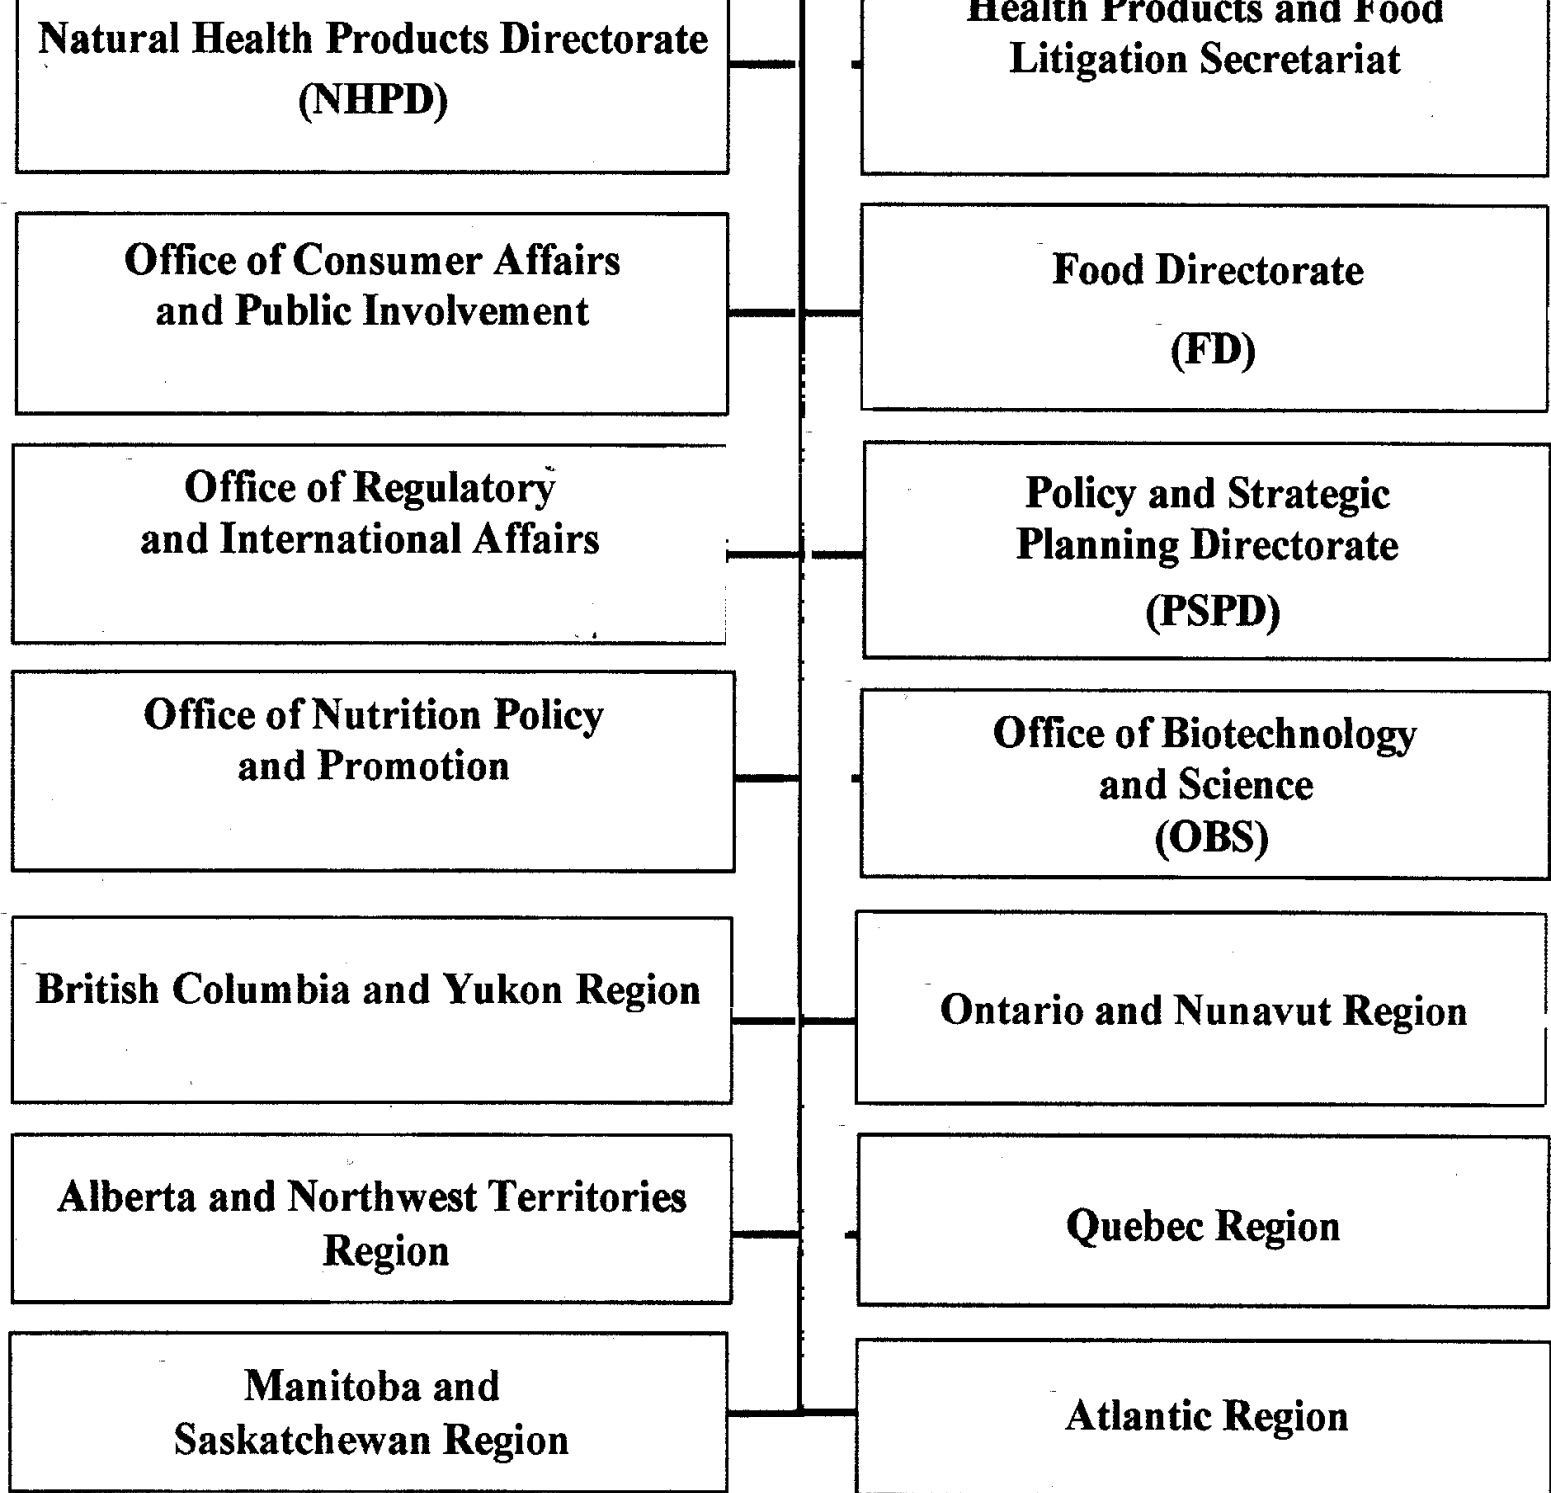 Natural Health Products Directorate
(NHPD)
Health Products and Food
Litigation Secretariat
Office of Consumer Affairs
and Public Involvement
Food Directorate
(FD)
Office of Regulatory
and International Affairs
Policy and Strategic
Planning Directorate
(PSPD)
Office of Nutrition Policy
and Promotion
Office of Biotechnology
and Science
(OBS)
British Columbia and Yukon Region
Ontario and Nunavut Region
Alberta and Northwest Territories
Region
Quebec Region
Manitoba and
Saskatchewan Region
Atlantic Region